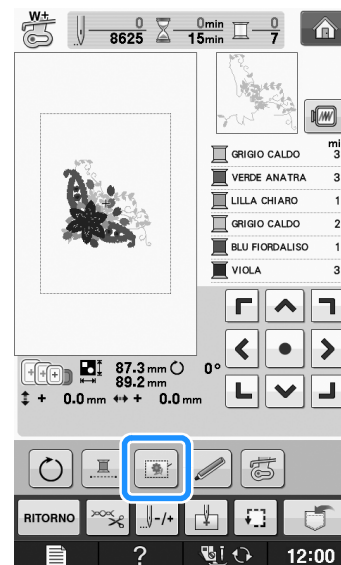 W+
0
8625
0min
15min
0
7
mi
GRIGIO CALDO 3
VERDE ANATRA 3
LILLA CHIARO 1
GRIGIO CALDO 2
BLU FIORDALISO 1
VIOLA 3
87.3 mm 0°
89.2 mm
+ 0.0 mm + 0.0 mm
RITORNO -/+
? 12:00